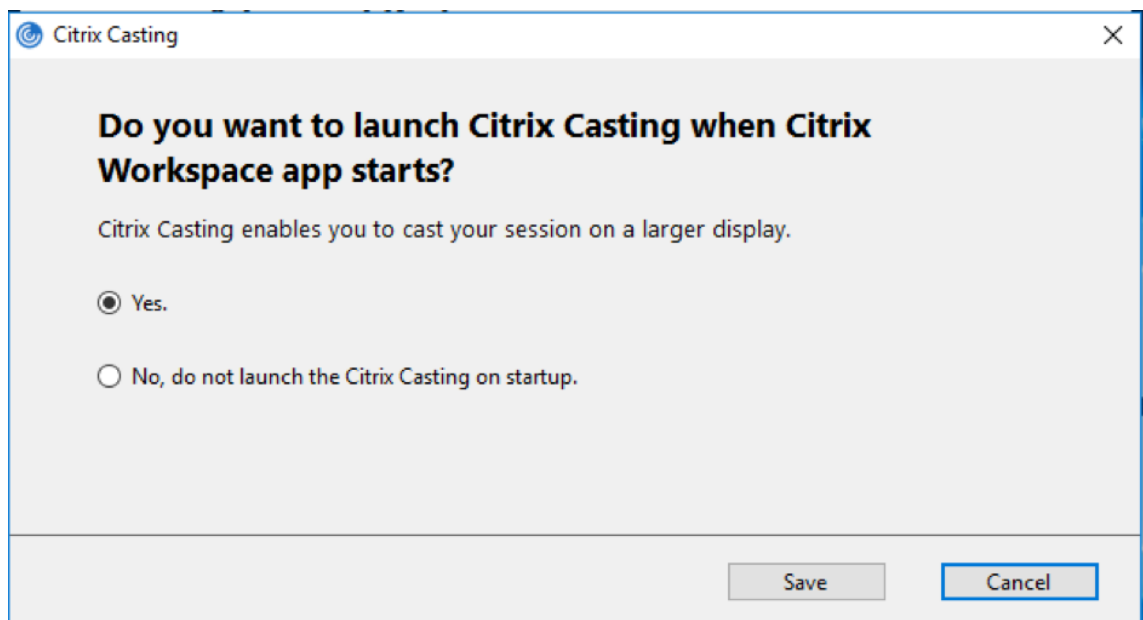 Citrix Casting
Do you want to launch Citrix Casting when Citrix
Workspace app starts?
Citrix Casting enables you to cast your session on a larger display.
Yes.
No, do not launch the Citrix Casting on startup.
Save
Cancel